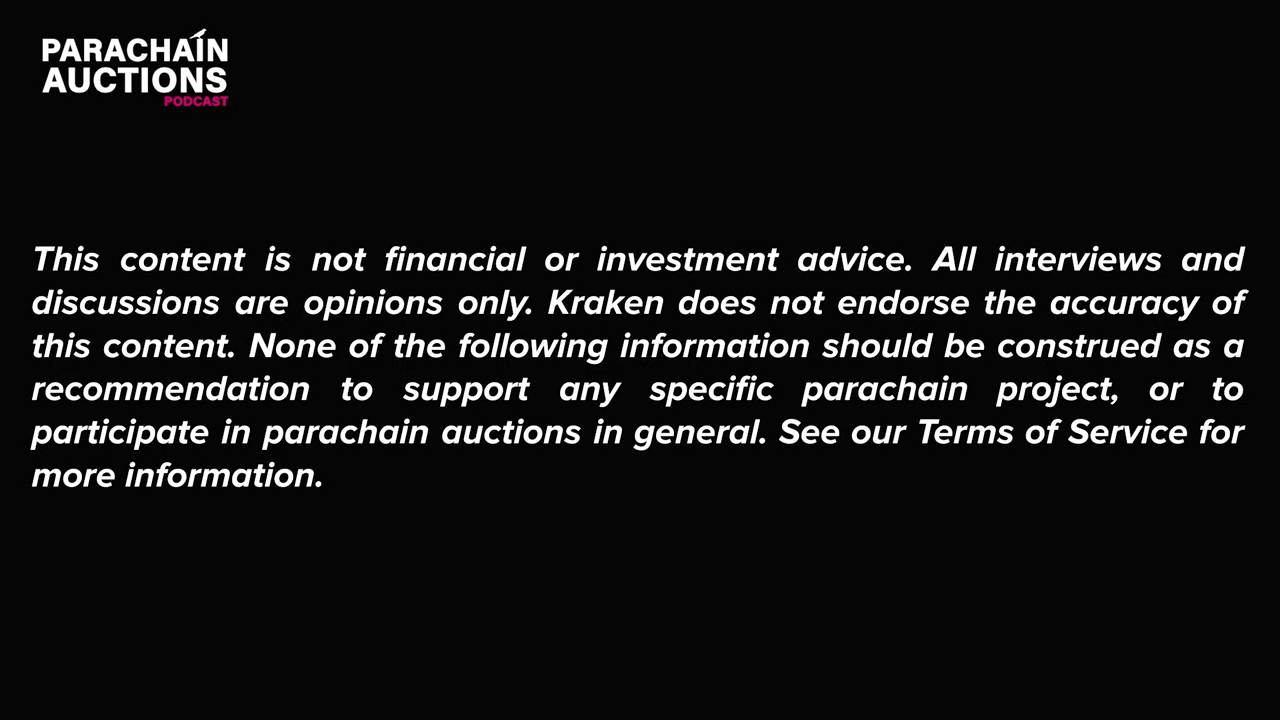 PARACHAIN
AUCTIONS
PODCAST
This content is not financial or investment advice. All interviews and
discussions are opinions only. Kraken does not endorse the accuracy of
this content. None of the following information should be construed as a
recommendation to support any specific parachain project, or to
participate in parachain auctions in general. See our Terms of Service for
more information.